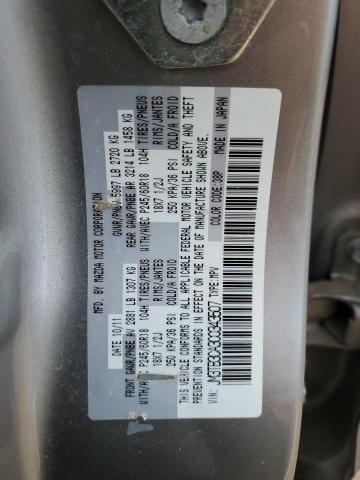 MFD. BY MAZDA MOTOR CORPORATION
DATE: 10/11 GVWR/PNBV 5997 LB 2720 KG
FRONT GAWR/PNBE AV 2881 LB 1307 KG REAR GAWR/PNBE AR 3214 LB 1458 KG
WITH/AVEC P245/60R18 104H TIRES/PNEUS WITH/AVEC P245/60R18 104H TIRES/PNEUS
18X7 1/2J RIMS/JANTES 18X7 1/2J RIMS/JANTES
250 KPA/36 PSI COLD/A FROID 250 KPA/36 PSI COLD/A FROID
THIS VEHICLE CONFORMS TO ALL APPLICABLE FEDERAL MOTOR VEHICLE SAFETY AND THEFT
PREVENTION STANDARDS IN EFFECT ON THE DATE OF MANUFACTURE SHOWN ABOVE.
VIN: TYPE: MPV COLOR CODE: 38P MADE IN JAPAN